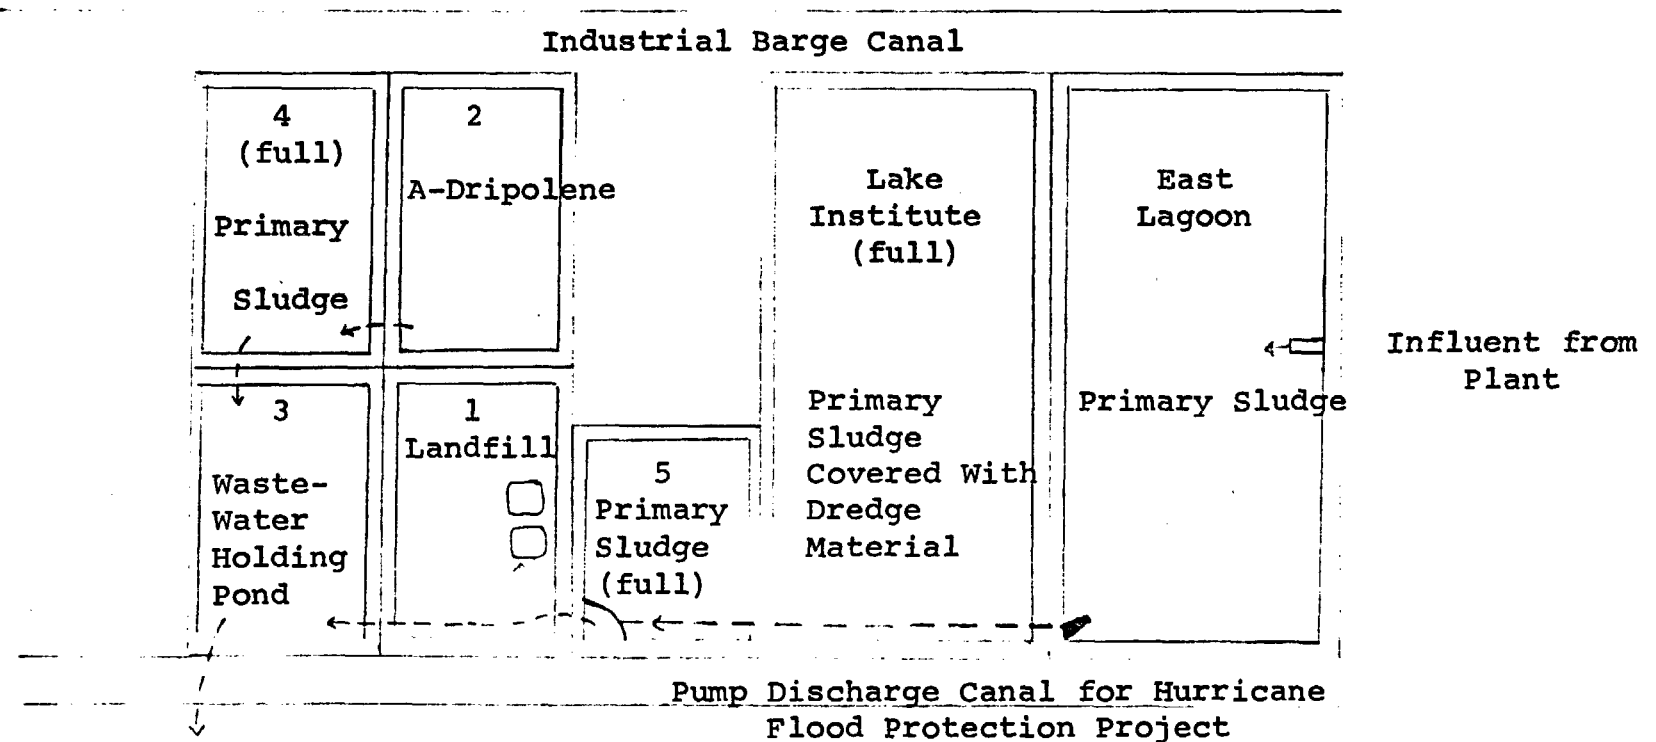 Industrial Barge Canal
4
(full)
Primary
Sludge
2
A-Dripolene
Lake
Institute
(full)
Primary
Sludge
Covered With
Dredge
Material
East
Lagoon
Primary Sludge
Influent from
Plant
3
Waste-
Water
Holding
Pond
1
Landfill
5
Primary
Sludge
(full)
Pump Discharge Canal for Hurricane
Flood Protection Project